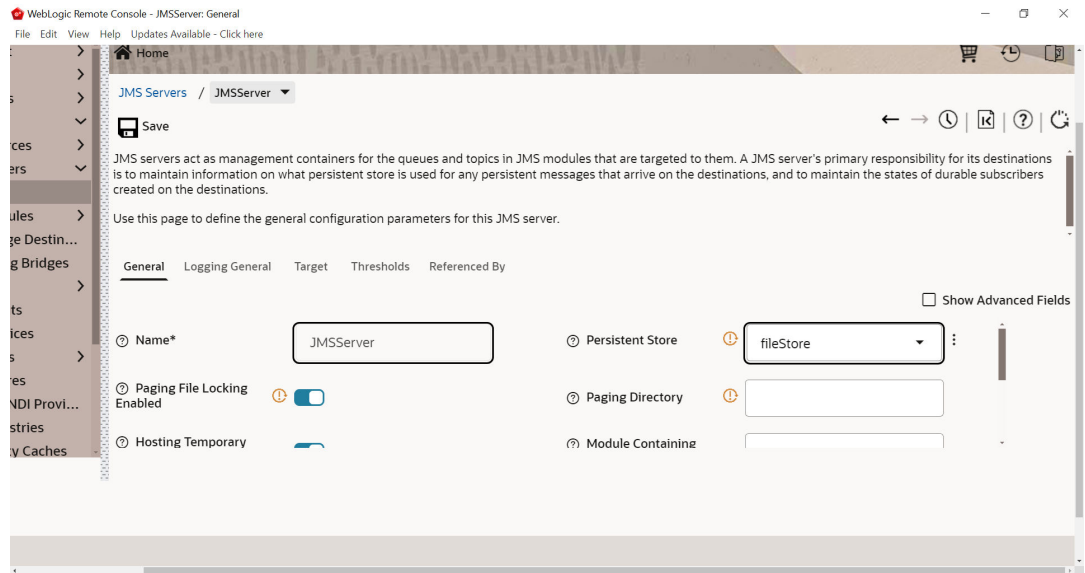 WebLogic Remote Console - JMSServer: General
File Edit View Help Updates Available - Click here
Home
JMS Servers / JMSServer
Save
JMS servers act as management containers for the queues and topics in JMS modules that are targeted to them. A JMS server's primary responsibility for its destinations
is to maintain information on what persistent store is used for any persistent messages that arrive on the destinations, and to maintain the states of durable subscribers
created on the destinations.
Use this page to define the general configuration parameters for this JMS server.
General Logging General Target Thresholds Referenced By
Show Advanced Fields
Name* JMSServer Persistent Store fileStore
Paging File Locking
Enabled
Paging Directory
Hosting Temporary Module Containing
rces
ers
ules
ge Destin...
g Bridges
ts
ices
res
NDI Provi...
stries
y Caches